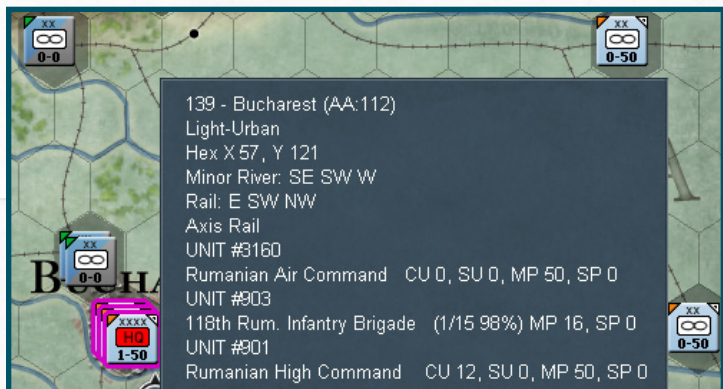 xx
0-0
xx
0-50
139 - Bucharest (AA:112)
Light-Urban
Hex X 57, Y 121
Minor River: SE SW W
Rail: E SW NW
Axis Rail
UNIT #3160
Rumanian Air Command CU 0, SU 0, MP 50, SP 0
UNIT #903
118th Rum. Infantry Brigade (1/15 98%) MP 16, SP 0
UNIT #901
Rumanian High Command CU 12, SU 0, MP 50, SP 0
A
xx
0-0
xxxx
HQ
1-50
xx
0-50